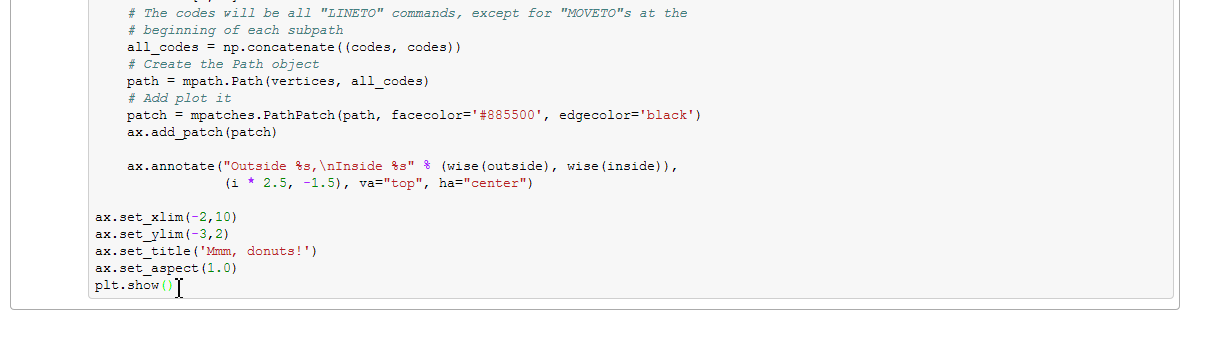 # The codes will be all "LINETO" commands, except for "MOVETO"s at the
# beginning of each subpath
all_codes = np.concatenate((codes, codes))
# Create the Path object
path = mpath.Path(vertices, all_codes)
# Add plot it
patch = mpatches.PathPatch(path, facecolor='#885500', edgecolor='black')
ax.add_patch(patch)
ax.annotate("Outside %s,\nInside %s" % (wise(outside), wise(inside)),
(i * 2.5, -1.5), va="top", ha="center")
ax.set_xlim(-2,10)
ax.set_ylim(-3,2)
ax.set_title('Mmm, donuts!')
ax.set_aspect(1.0)
plt.show()